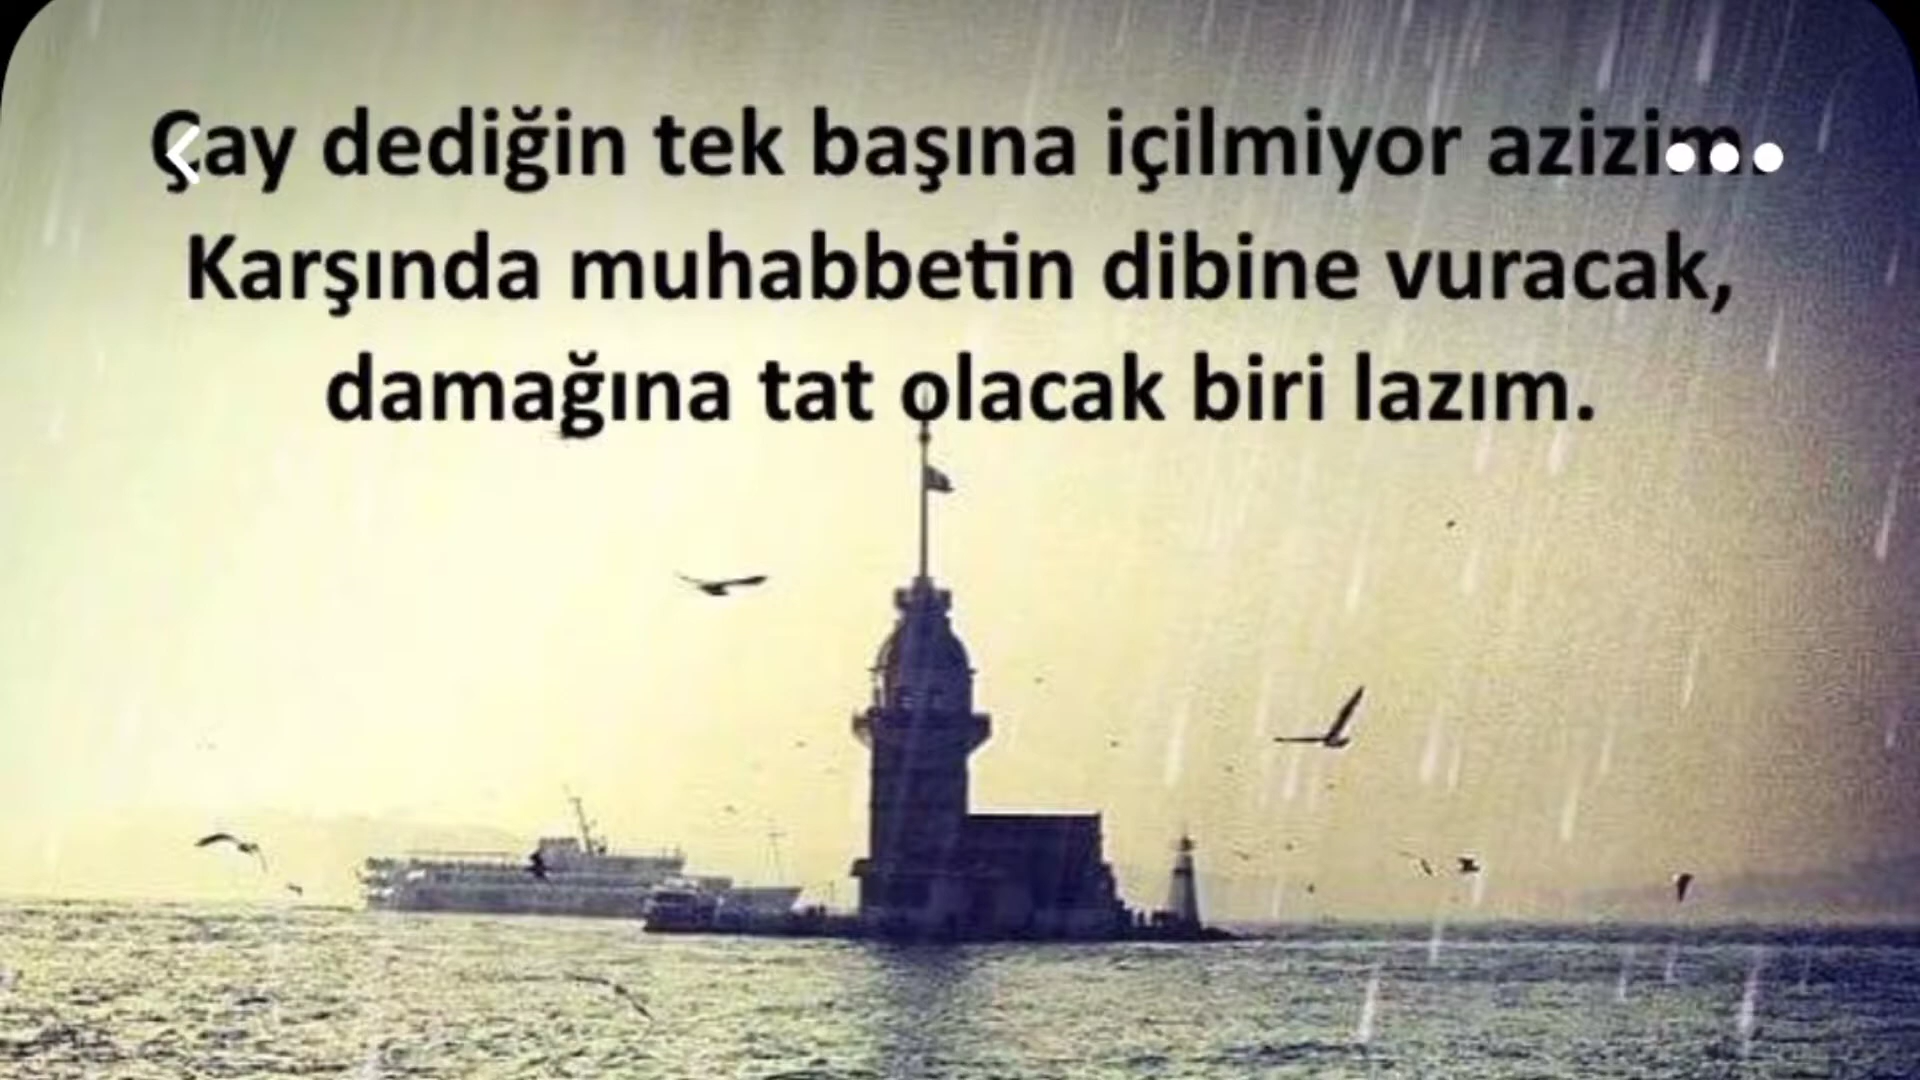 Çay dediğin tek başına içilmiyor azizim.
Karşında muhabbetin dibine vuracak,
damağına tat olacak biri lazım.